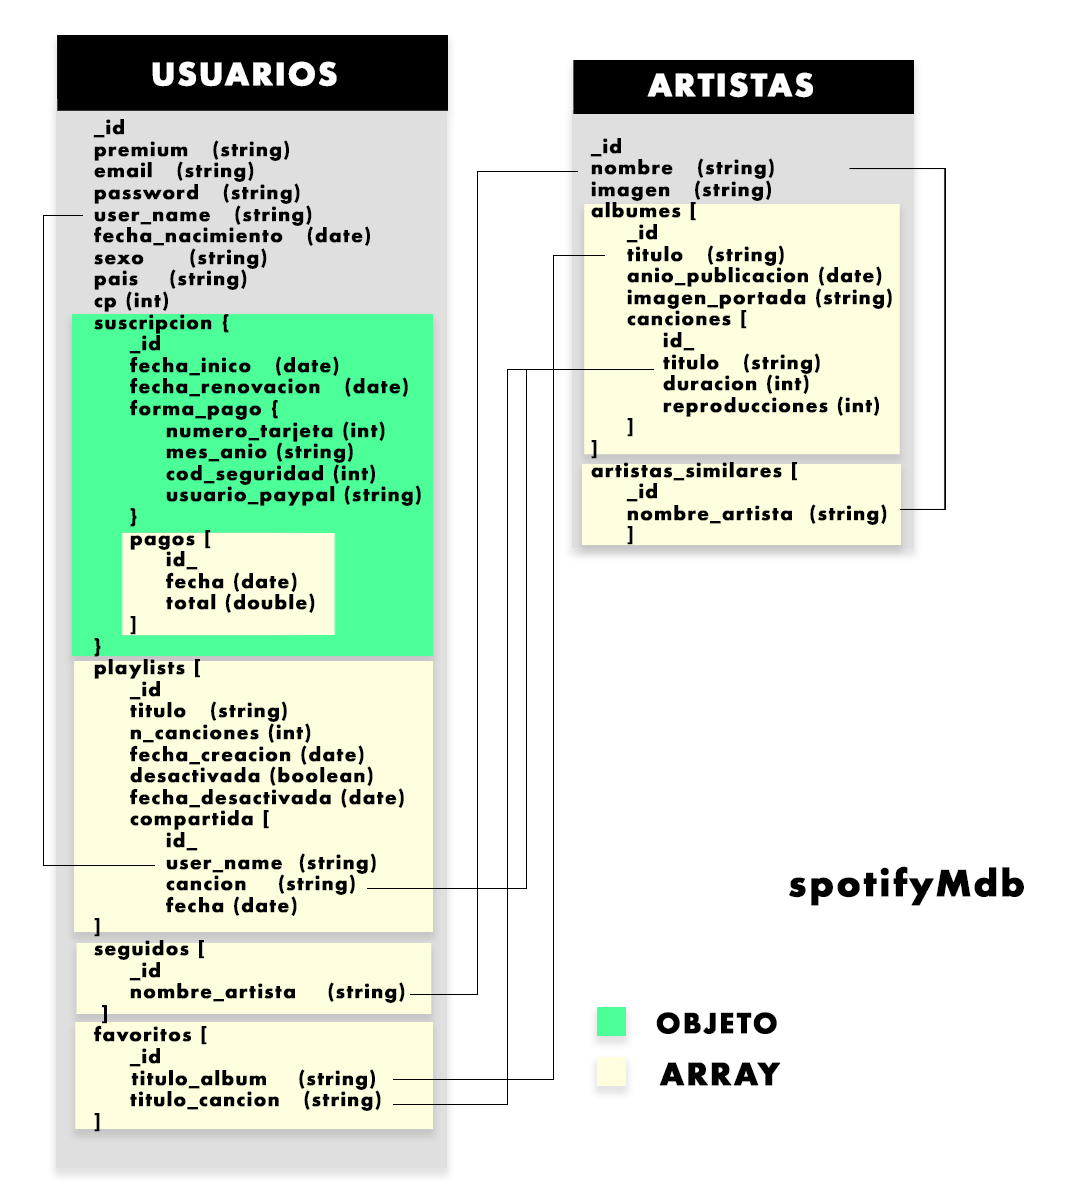 USUARIOS
_id
premium (string)
email (string)
password (string)
user_name (string)
fecha_nacimiento (date)
sexo (string)
pais (string)
cp (int)
suscripcion {
_id
fecha_inico (date)
fecha_renovacion (date)
forma_pago {
numero_tarjeta (int)
mes_anio (string)
cod_seguridad (int)
usuario_paypal (string)
}
pagos [
id_
fecha (date)
total (double)
]
}
playlists [
_id
titulo (string)
n_canciones (int)
fecha_creacion (date)
desactivada (boolean)
fecha_desactivada (date)
compartida [
id_
user_name (string)
cancion (string)
fecha (date)
]
seguidos [
_id
nombre_artista (string)
]
favoritos [
_id
titulo_album (string)
titulo_cancion (string)
]
ARTISTAS
_id
nombre (string)
imagen (string)
albumes [
_id
titulo (string)
anio_publicacion (date)
imagen_portada (string)
canciones [
id_
titulo (string)
duracion (int)
reproducciones (int)
]
]
artistas_similares [
_id
nombre_artista (string)
]
spotifyMdb
OBJETO
ARRAY